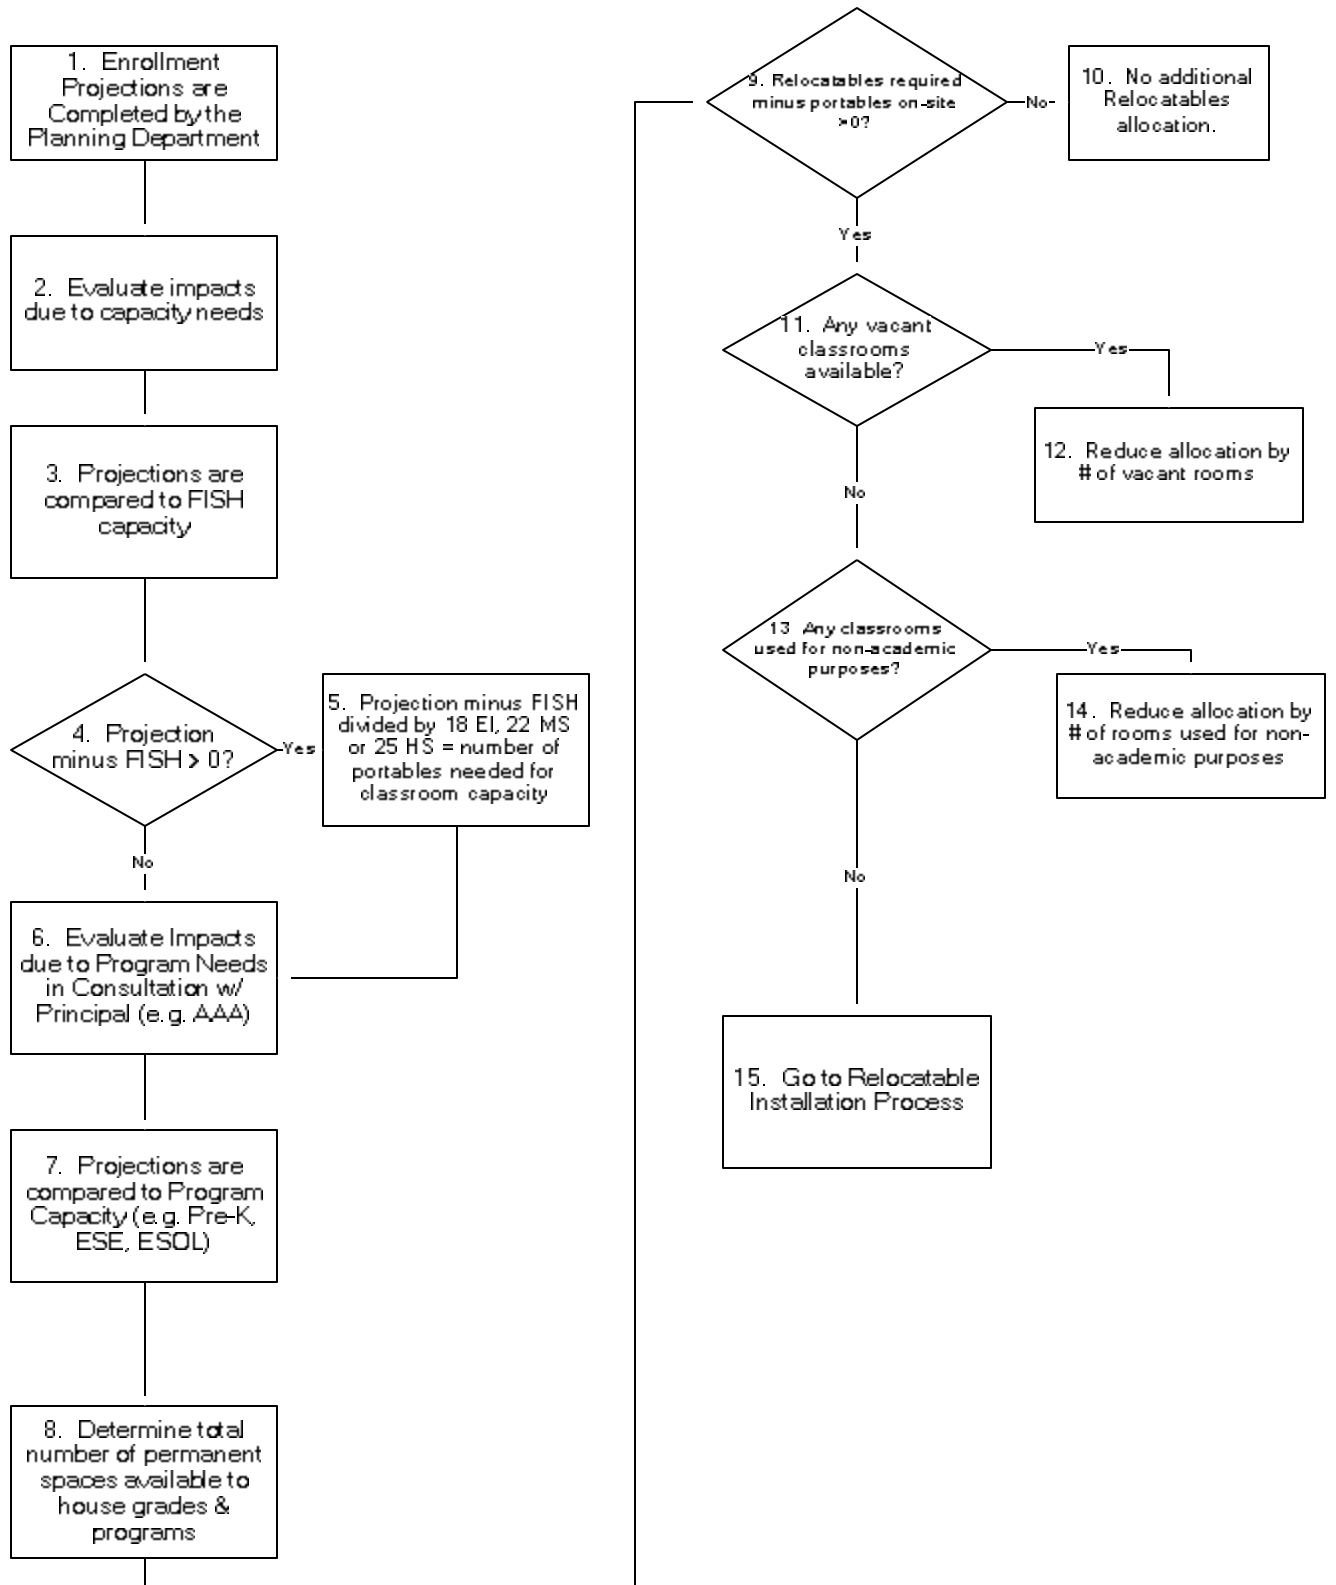 1. Enrollment
Projections are
Completed by the
Planning Department
2. Evaluate impacts
due to capacity needs
3. Projections are
compared to FISH
capacity
4. Projection
minus FISH > 0?
Yes
5. Projection minus FISH
divided by 18 El, 22 MS
or 25 HS = number of
portables needed for
classroom capacity
No
6. Evaluate Impacts
due to Program Needs
in Consultation w/
Principal (e.g. AAA)
7. Projections are
compared to Program
Capacity (e.g. Pre-K,
ESE, ESOL)
8. Determine total
number of permanent
spaces available to
house grades &
programs
9. Relocatables required
minus portables on-site
>0?
No
10. No additional
Relocatables
allocation.
Yes
11. Any vacant
classrooms
available?
Yes
12. Reduce allocation by
# of vacant rooms
No
13 Any classrooms
used for non-academic
purposes?
Yes
14. Reduce allocation by
# of rooms used for non-
academic purposes
No
15. Go to Relocatable
Installation Process